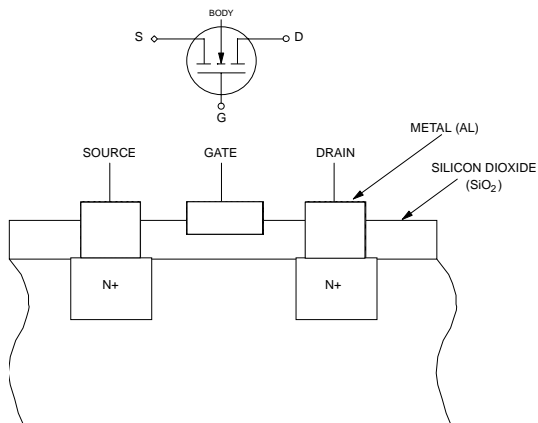 BODY
S
D
G
METAL (AL)
SOURCE
GATE
DRAIN
SILICON DIOXIDE
(SiO₂)
N+
N+